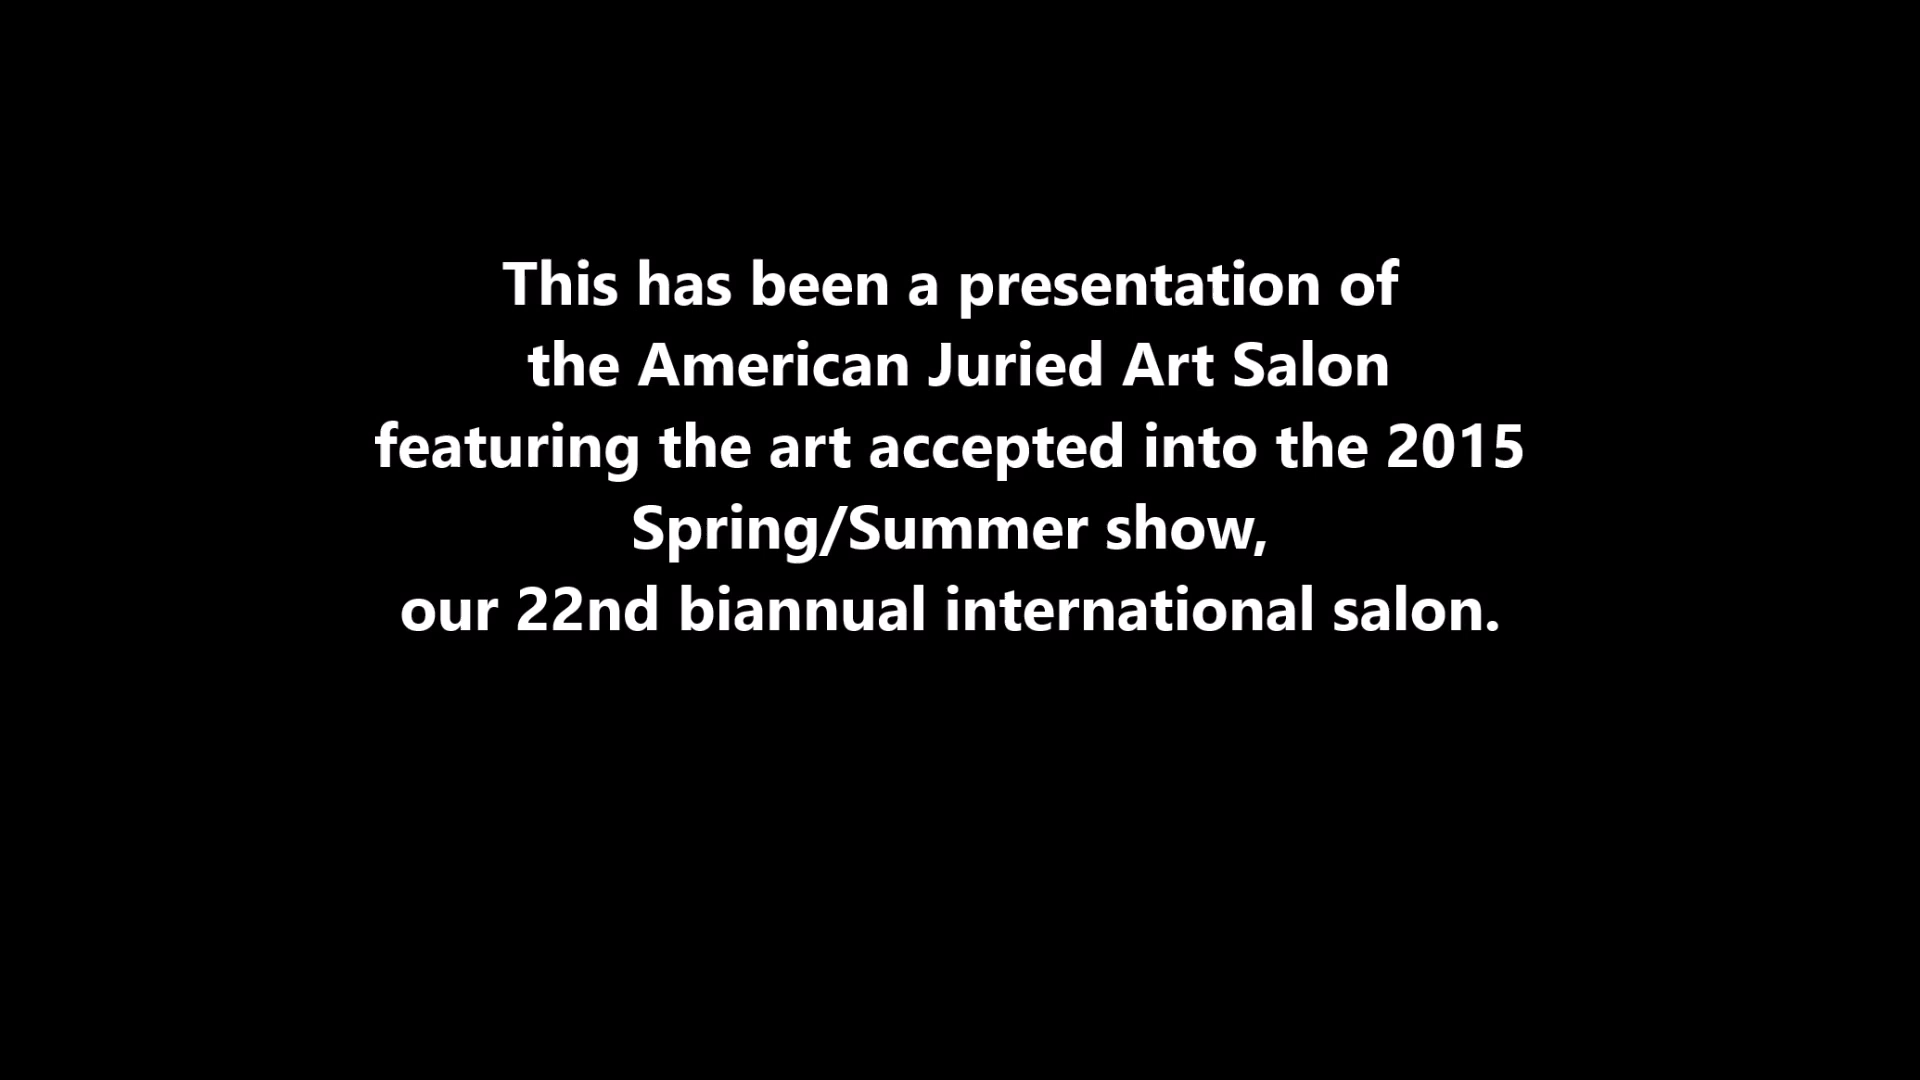 This has been a presentation of
the American Juried Art Salon
featuring the art accepted into the 2015
Spring/Summer show,
our 22nd biannual international salon.